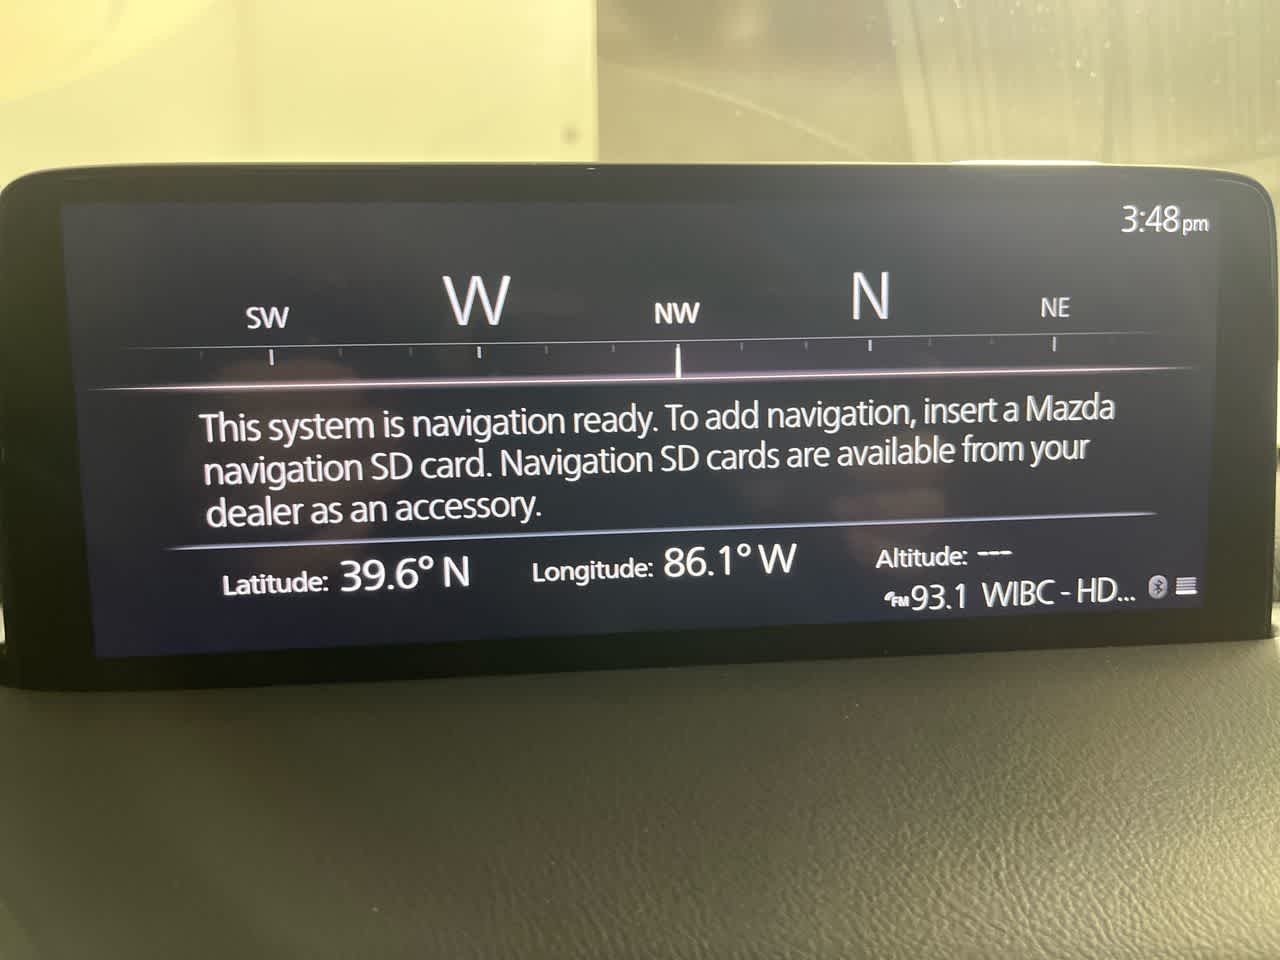 3:48pm
SW W NW N NE
This system is navigation ready. To add navigation, insert a Mazda
navigation SD card. Navigation SD cards are available from your
dealer as an accessory.
Latitude: 39.6° N Longitude: 86.1° W Altitude: ---
FM 93.1 WIBC - HD...